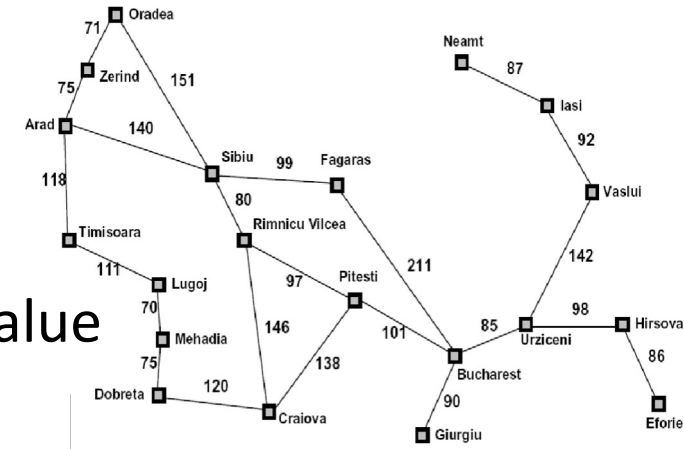 Oradea
71
Neamt
Zerind
87
151
75
Iasi
Arad
140
92
Sibiu
99
Fagaras
118
80
Vaslui
Rimnicu Vilcea
Timisoara
142
111
97
Pitesti
211
Lugoj
70
98
alue
146
101
85
Hirsova
Mehadia
138
Urziceni
75
86
Bucharest
120
Dobreta
90
Craiova
Eforie
Giurgiu